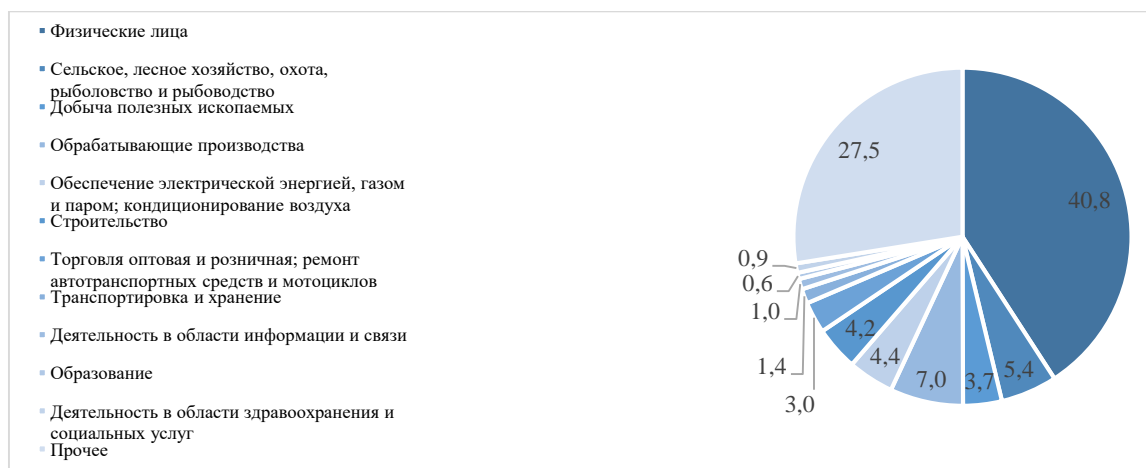 Физические лица
Сельское, лесное хозяйство, охота,
рыболовство и рыбоводство
Добыча полезных ископаемых
Обрабатывающие производства
Обеспечение электрической энергией, газом
и паром; кондиционирование воздуха
Строительство
Торговля оптовая и розничная; ремонт
автотранспортных средств и мотоциклов
Транспортировка и хранение
Деятельность в области информации и связи
Образование
Деятельность в области здравоохранения и
социальных услуг
Прочее
27,5
40,8
0,9
0,6
1,0
1,4
3,0
4,2
4,4
7,0
3,7
5,4